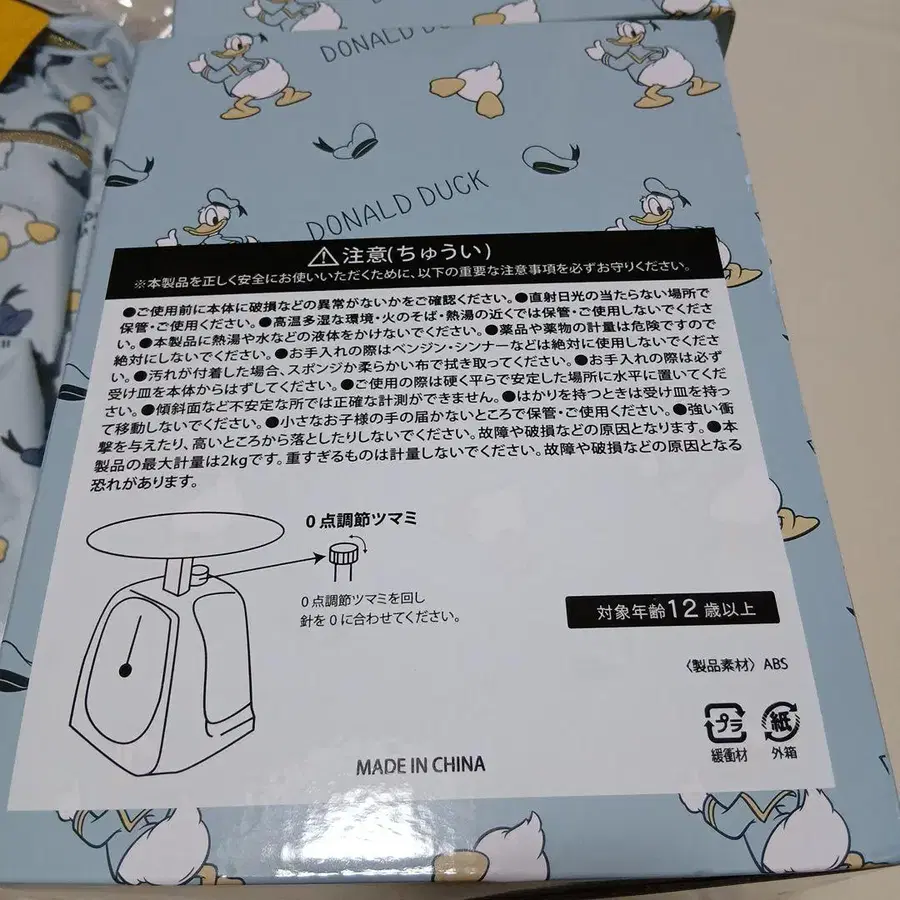 DONALD DUCK
DONALD DUCK
⚠注意(ちゅうい)
※本製品を正しく安全にお使いいただくために、以下の重要な注意事項を必ずお守りください。
●ご使用前に本体に破損などの異常がないかをご確認ください。●直射日光の当たらない場所で
保管・ご使用ください。●高温多湿な環境・火のそば・熱湯の近くでは保管・ご使用しないでくださ
い。●本製品に熱湯や水などの液体をかけないでください。●薬品や薬物の計量は危険ですので
絶対にしないでください。●お手入れの際はベンジン・シンナーなどは絶対に使用しないでくださ
い。●汚れが付着した場合、スポンジか柔らかい布で拭き取ってください。●お手入れの際は必ず
受け皿を本体からはずしてください。●ご使用の際は硬く平らで安定した場所に水平に置いてくだ
さい。●傾斜面など不安定な所では正確な計測ができません。●はかりを持つときは受け皿を持っ
て移動しないでください。●小さなお子様の手の届かないところで保管・ご使用ください。●強い衝
撃を与えたり、高いところから落としたりしないでください。故障や破損などの原因となります。●本
製品の最大計量は2kgです。重すぎるものは計量しないでください。故障や破損などの原因となる
恐れがあります。
0点調節ツマミ
0点調節ツマミを回し
針を0に合わせてください。
対象年齢12歳以上
〈製品素材〉ABS
プラ 紙
緩衝材 外箱
MADE IN CHINA